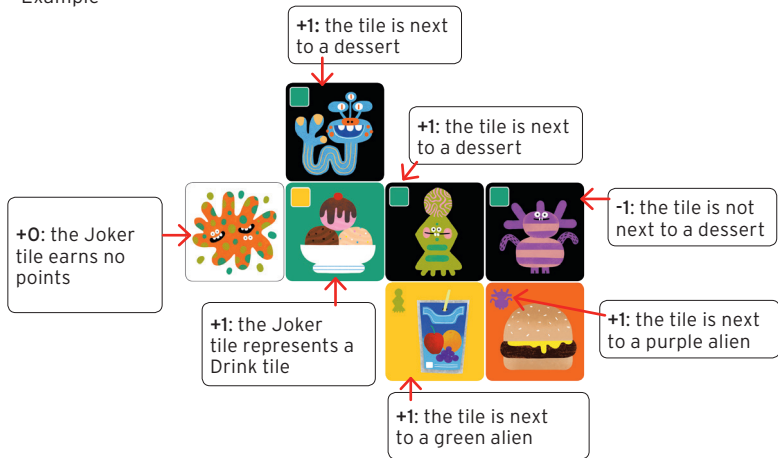 Example
+1: the tile is next
to a dessert
+1: the tile is next
to a dessert
+0: the Joker
tile earns no
points
-1: the tile is not
next to a dessert
+1: the Joker
tile represents a
Drink tile
+1: the tile is next
to a purple alien
+1: the tile is next
to a green alien